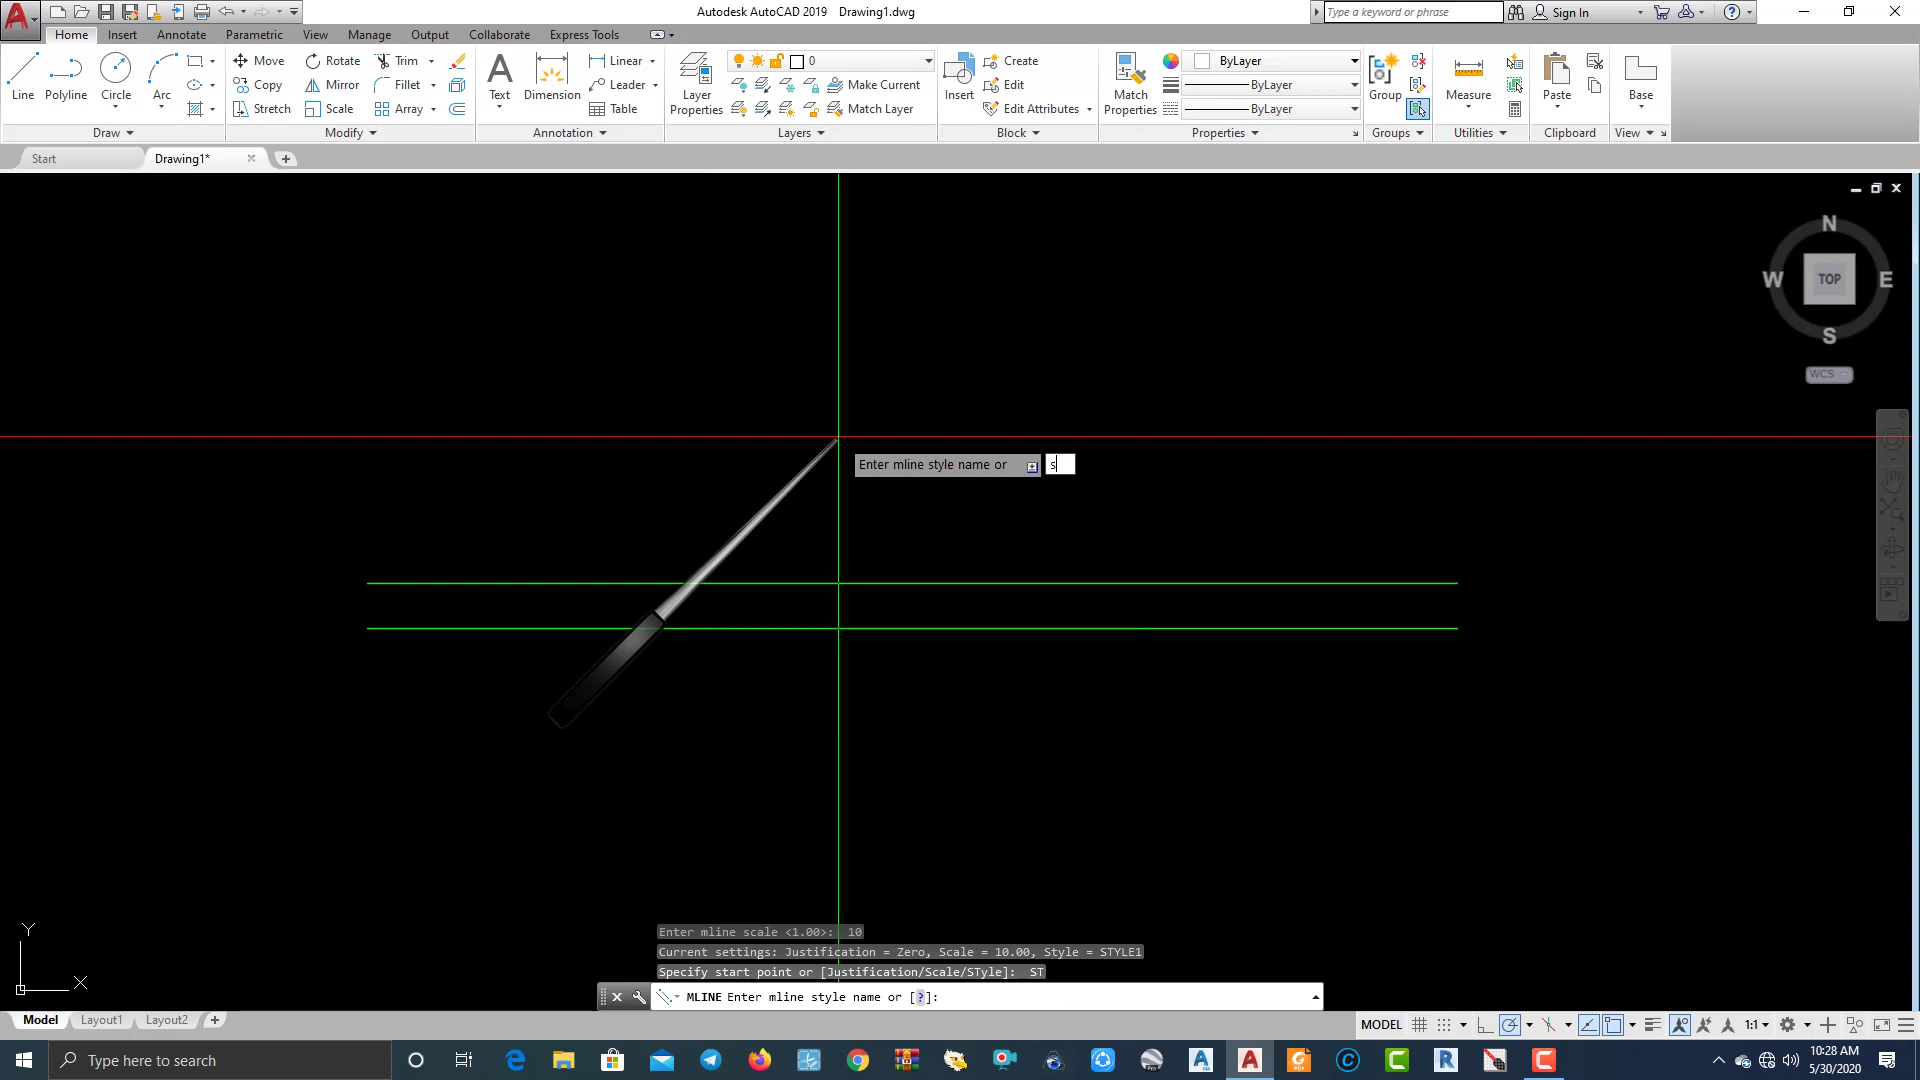 Autodesk AutoCAD 2019 Drawing1.dwg
Type a keyword or phrase
Sign In
Home Insert Annotate Parametric View Manage Output Collaborate Express Tools
Line
Polyline
Circle
Arc
Draw
Move
Copy
Stretch
Rotate
Mirror
Scale
Trim
Fillet
Array
Modify
Text
Dimension
Linear
Leader
Table
Annotation
Layer Properties
0
Make Current
Match Layer
Layers
Insert
Create
Edit
Edit Attributes
Block
Match Properties
ByLayer
ByLayer
ByLayer
Properties
Group
Groups
Measure
Utilities
Paste
Clipboard
Base
View
Start
Drawing1*
N
W
TOP
E
S
WCS
Enter mline style name or
s
Y
X
Enter mline scale <1.00>: 10
Current settings: Justification = Zero, Scale = 10.00, Style = STYLE1
Specify start point or [Justification/Scale/STyle]: ST
MLINE Enter mline style name or [?]:
Model Layout1 Layout2
MODEL
1:1
Type here to search
10:28 AM
5/30/2020